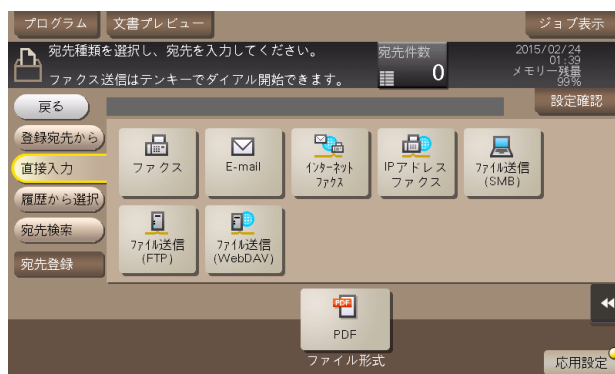 プログラム
文書プレビュー
ジョブ表示
宛先種類を選択し、宛先を入力してください。
ファクス送信はテンキーでダイアル開始できます。
宛先件数
0
2015/02/24
01:39
メモリー残量
99%
戻る
設定確認
登録宛先から
直接入力
履歴から選択
宛先検索
宛先登録
ファクス
E-mail
インターネット
ファクス
IPアドレス
ファクス
ファイル送信
(SMB)
ファイル送信
(FTP)
ファイル送信
(WebDAV)
PDF
PDF
ファイル形式
応用設定